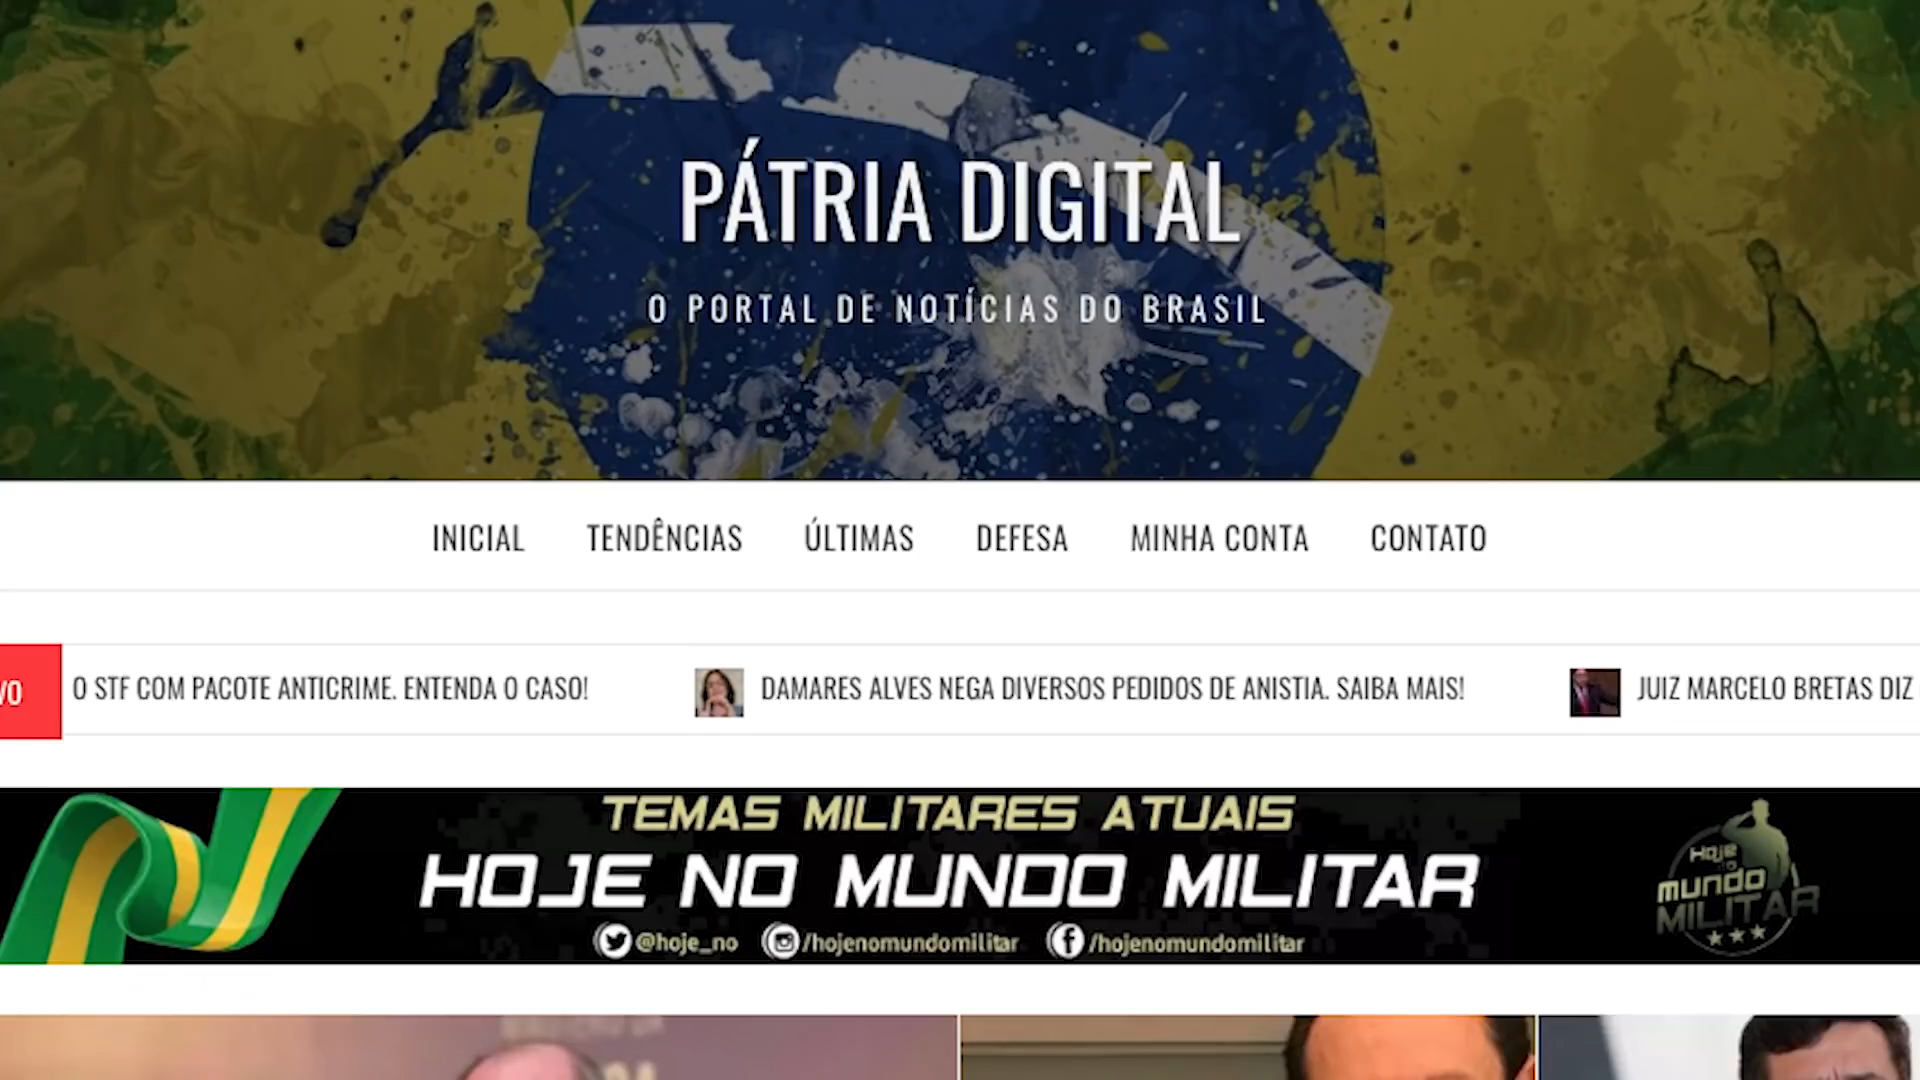 PÁTRIA DIGITAL
O PORTAL DE NOTÍCIAS DO BRASIL
INICIAL TENDÊNCIAS ÚLTIMAS DEFESA MINHA CONTA CONTATO
VO O STF COM PACOTE ANTICRIME. ENTENDA O CASO! DAMARES ALVES NEGA DIVERSOS PEDIDOS DE ANISTIA. SAIBA MAIS! JUIZ MARCELO BRETAS DIZ
TEMAS MILITARES ATUAIS
HOJE NO MUNDO MILITAR
@hoje_no /hojenomundomilitar /hojenomundomilitar
Hoje
no
mundo
MILITAR